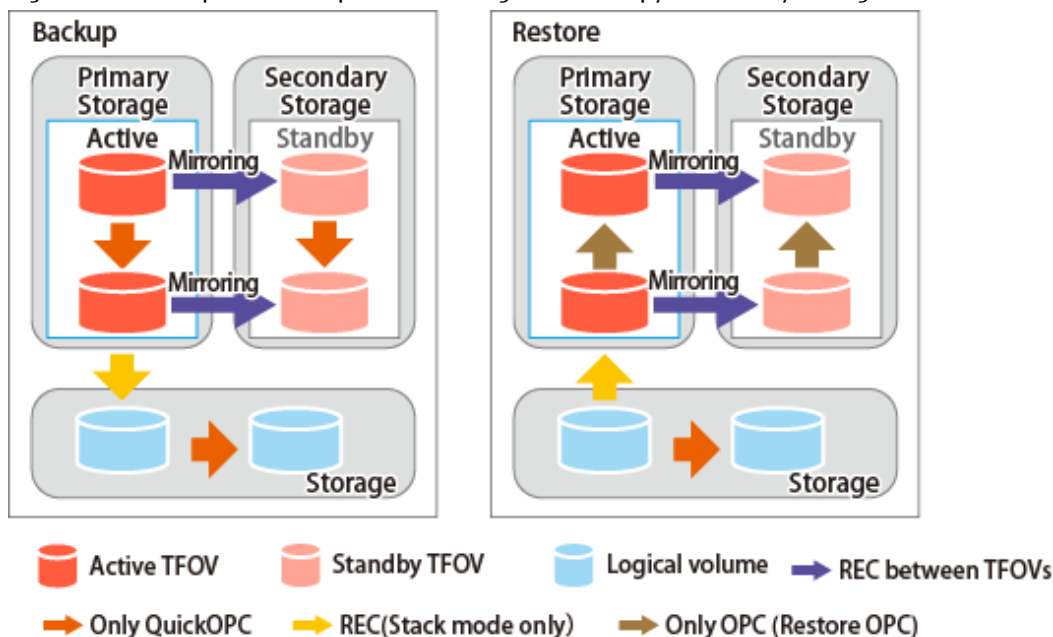 Backup
Primary
Storage
Secondary
Storage
Active
Standby
Mirroring
Mirroring
Storage
Restore
Primary
Storage
Secondary
Storage
Active
Standby
Mirroring
Mirroring
Storage
Active TFOV
Standby TFOV
Logical volume
REC between TFOVs
Only QuickOPC
REC(Stack mode only)
Only OPC (Restore OPC)